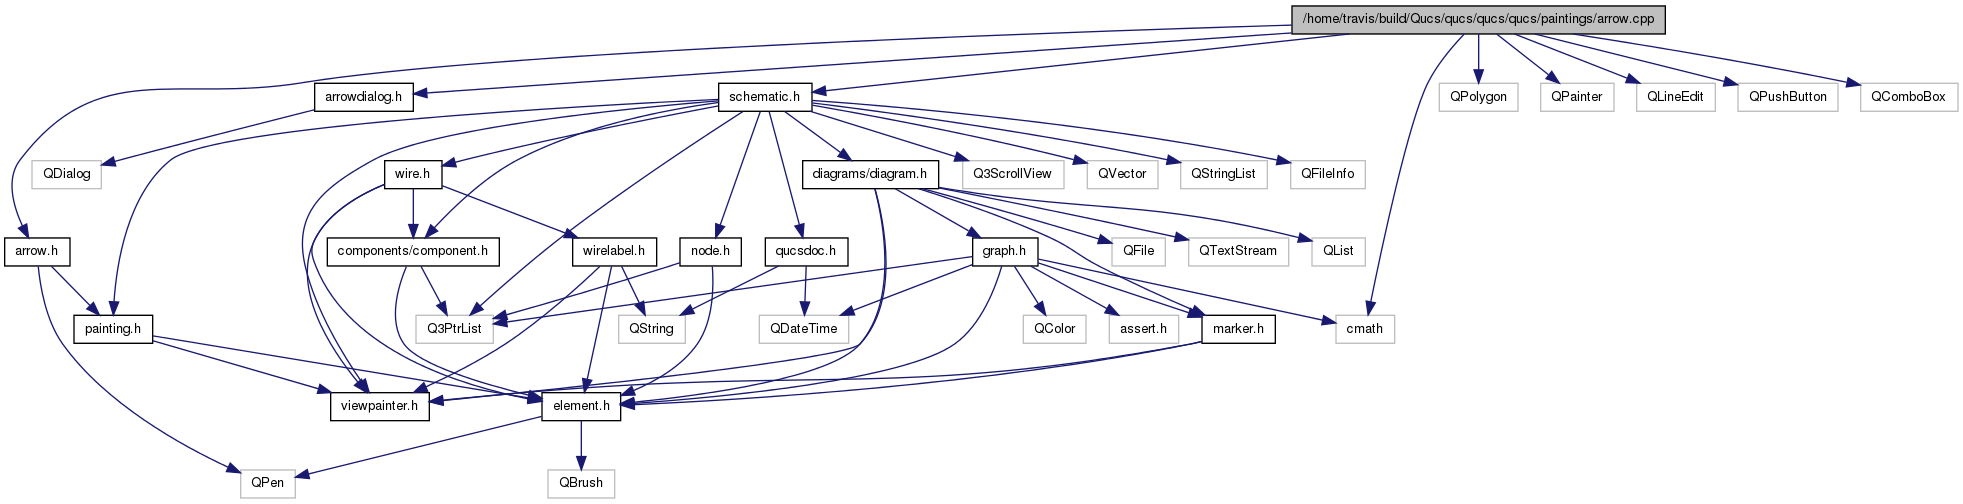 /home/travis/build/Qucs/qucs/qucs/qucs/paintings/arrow.cpp
arrowdialog.h
schematic.h
QPolygon
QPainter
QLineEdit
QPushButton
QComboBox
QDialog
wire.h
diagrams/diagram.h
Q3ScrollView
QVector
QStringList
QFileInfo
arrow.h
components/component.h
wirelabel.h
node.h
qucsdoc.h
graph.h
QFile
QTextStream
QList
painting.h
Q3PtrList
QString
QDateTime
QColor
assert.h
marker.h
cmath
viewpainter.h
element.h
QPen
QBrush